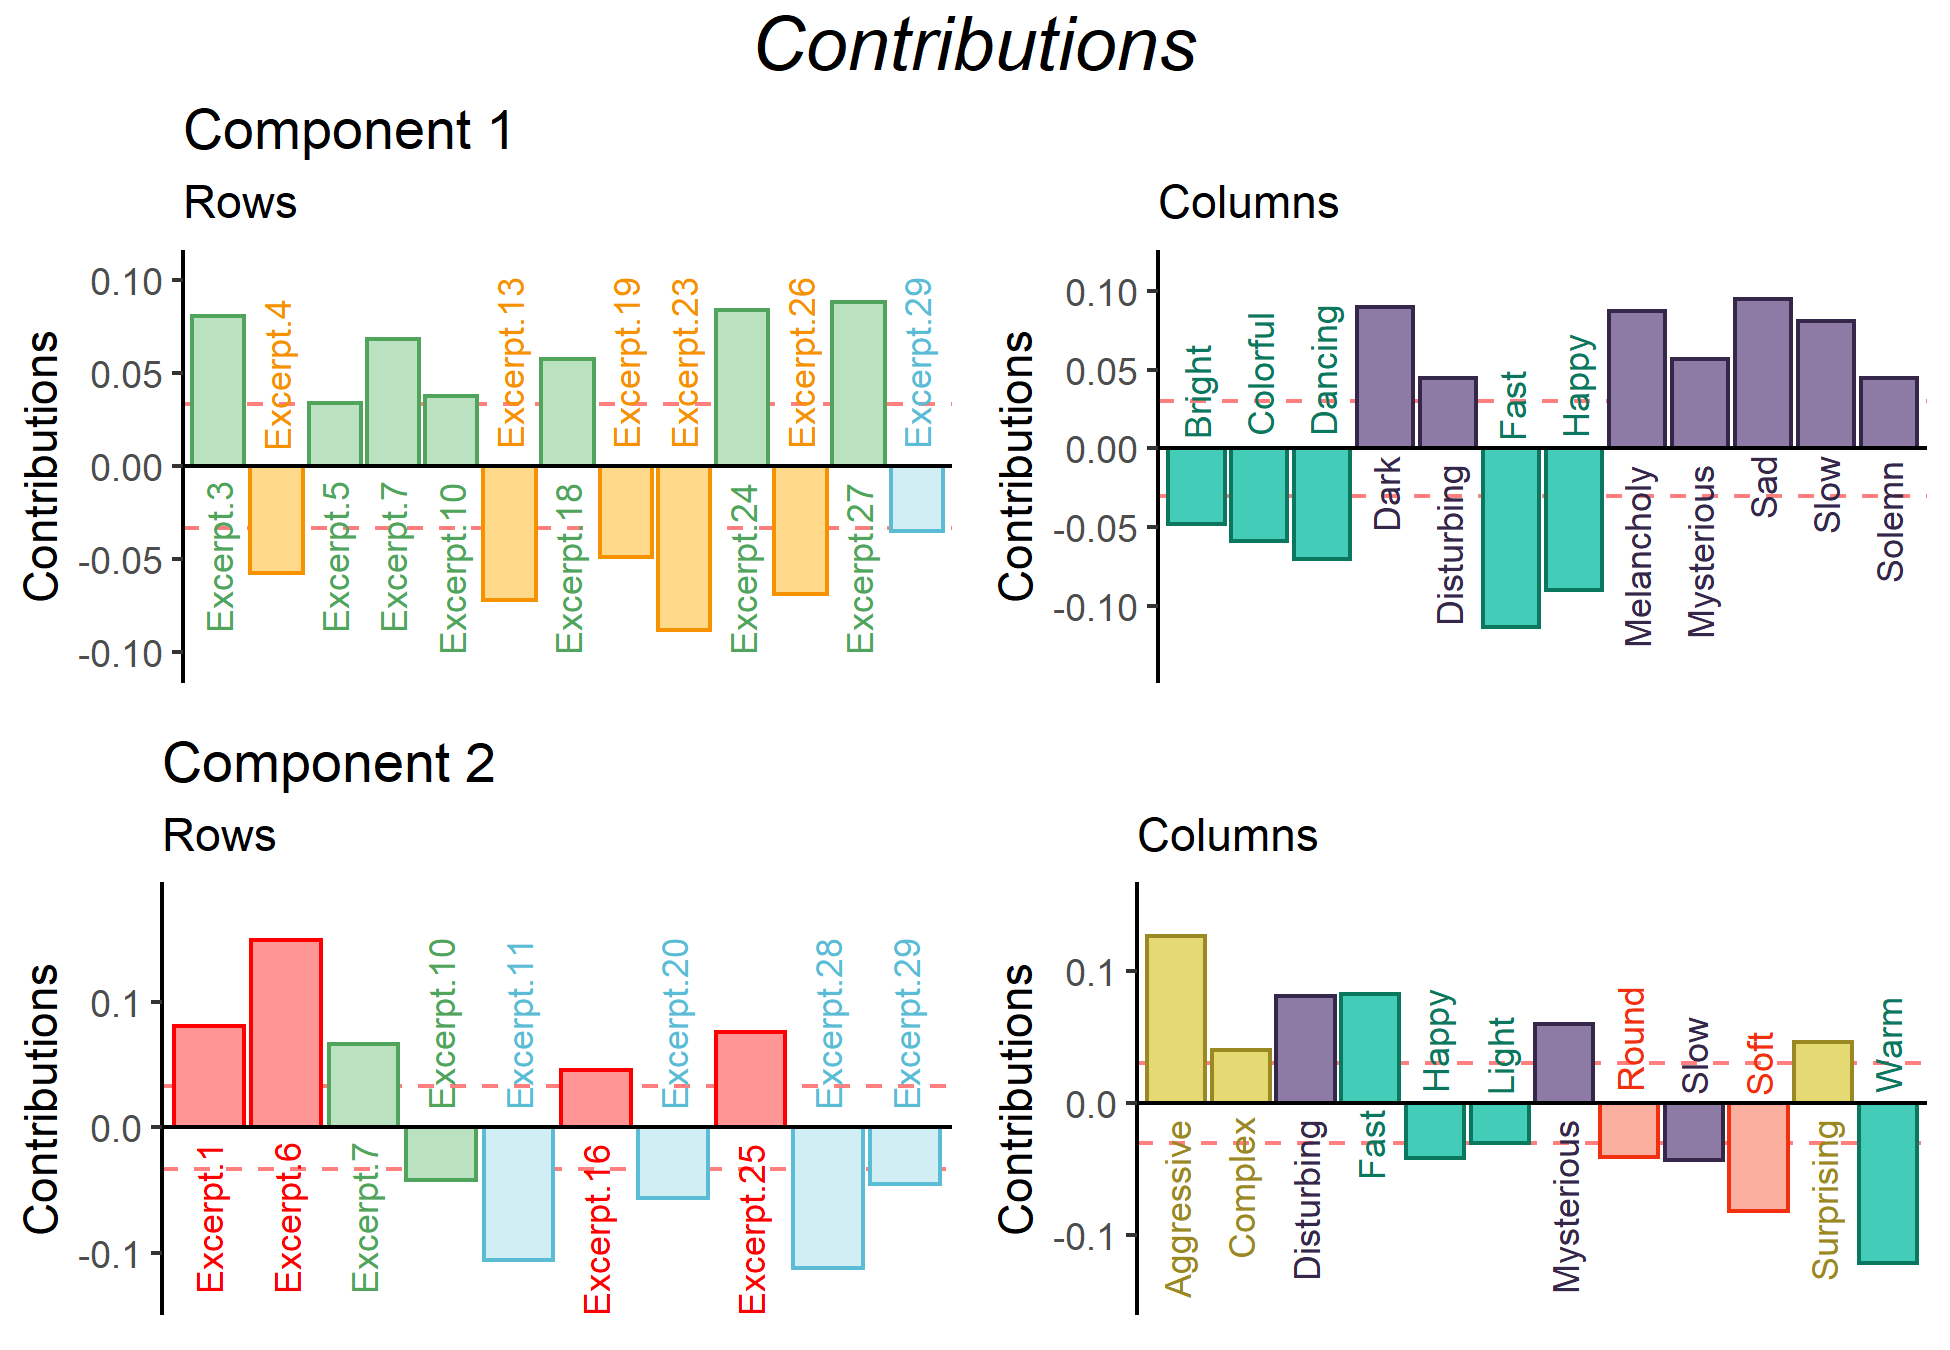 Contributions
Component 1
Rows
Contributions
0.10
0.05
0.00
-0.05
-0.10
Excerpt.3
Excerpt.4
Excerpt.5
Excerpt.7
Excerpt.10
Excerpt.13
Excerpt.18
Excerpt.19
Excerpt.23
Excerpt.24
Excerpt.26
Excerpt.27
Excerpt.29
Columns
Contributions
0.10
0.05
0.00
-0.05
-0.10
Bright
Colorful
Dancing
Dark
Disturbing
Fast
Happy
Melancholy
Mysterious
Sad
Slow
Solemn
Component 2
Rows
Contributions
0.1
0.0
-0.1
Excerpt.1
Excerpt.6
Excerpt.7
Excerpt.10
Excerpt.11
Excerpt.16
Excerpt.20
Excerpt.25
Excerpt.28
Excerpt.29
Columns
Contributions
0.1
0.0
-0.1
Aggressive
Complex
Disturbing
Fast
Happy
Light
Mysterious
Round
Slow
Soft
Surprising
Warm